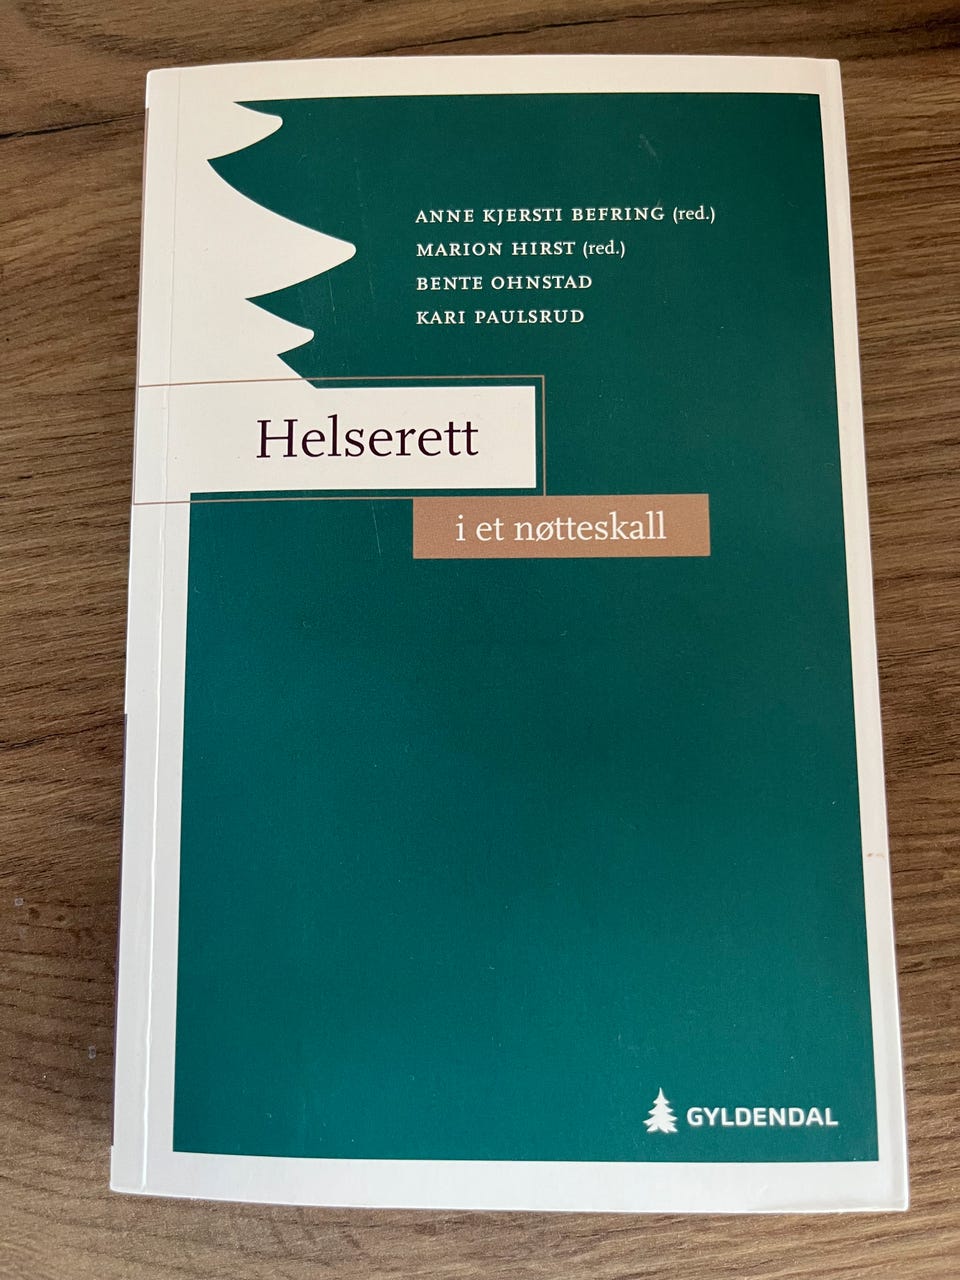 ANNE KJERSTI BEFRING (red.)
MARION HIRST (red.)
BENTE OHNSTAD
KARI PAULSRUD
Helserett
i et nøtteskall
GYLDENDAL